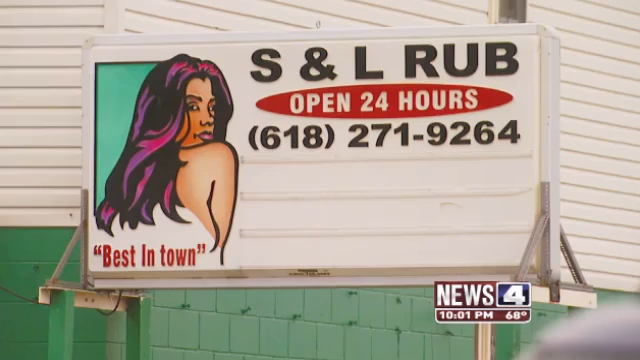 S & L RUB
OPEN 24 HOURS
(618) 271-9264
"Best In town"
NEWS 4
10:01 PM 68°